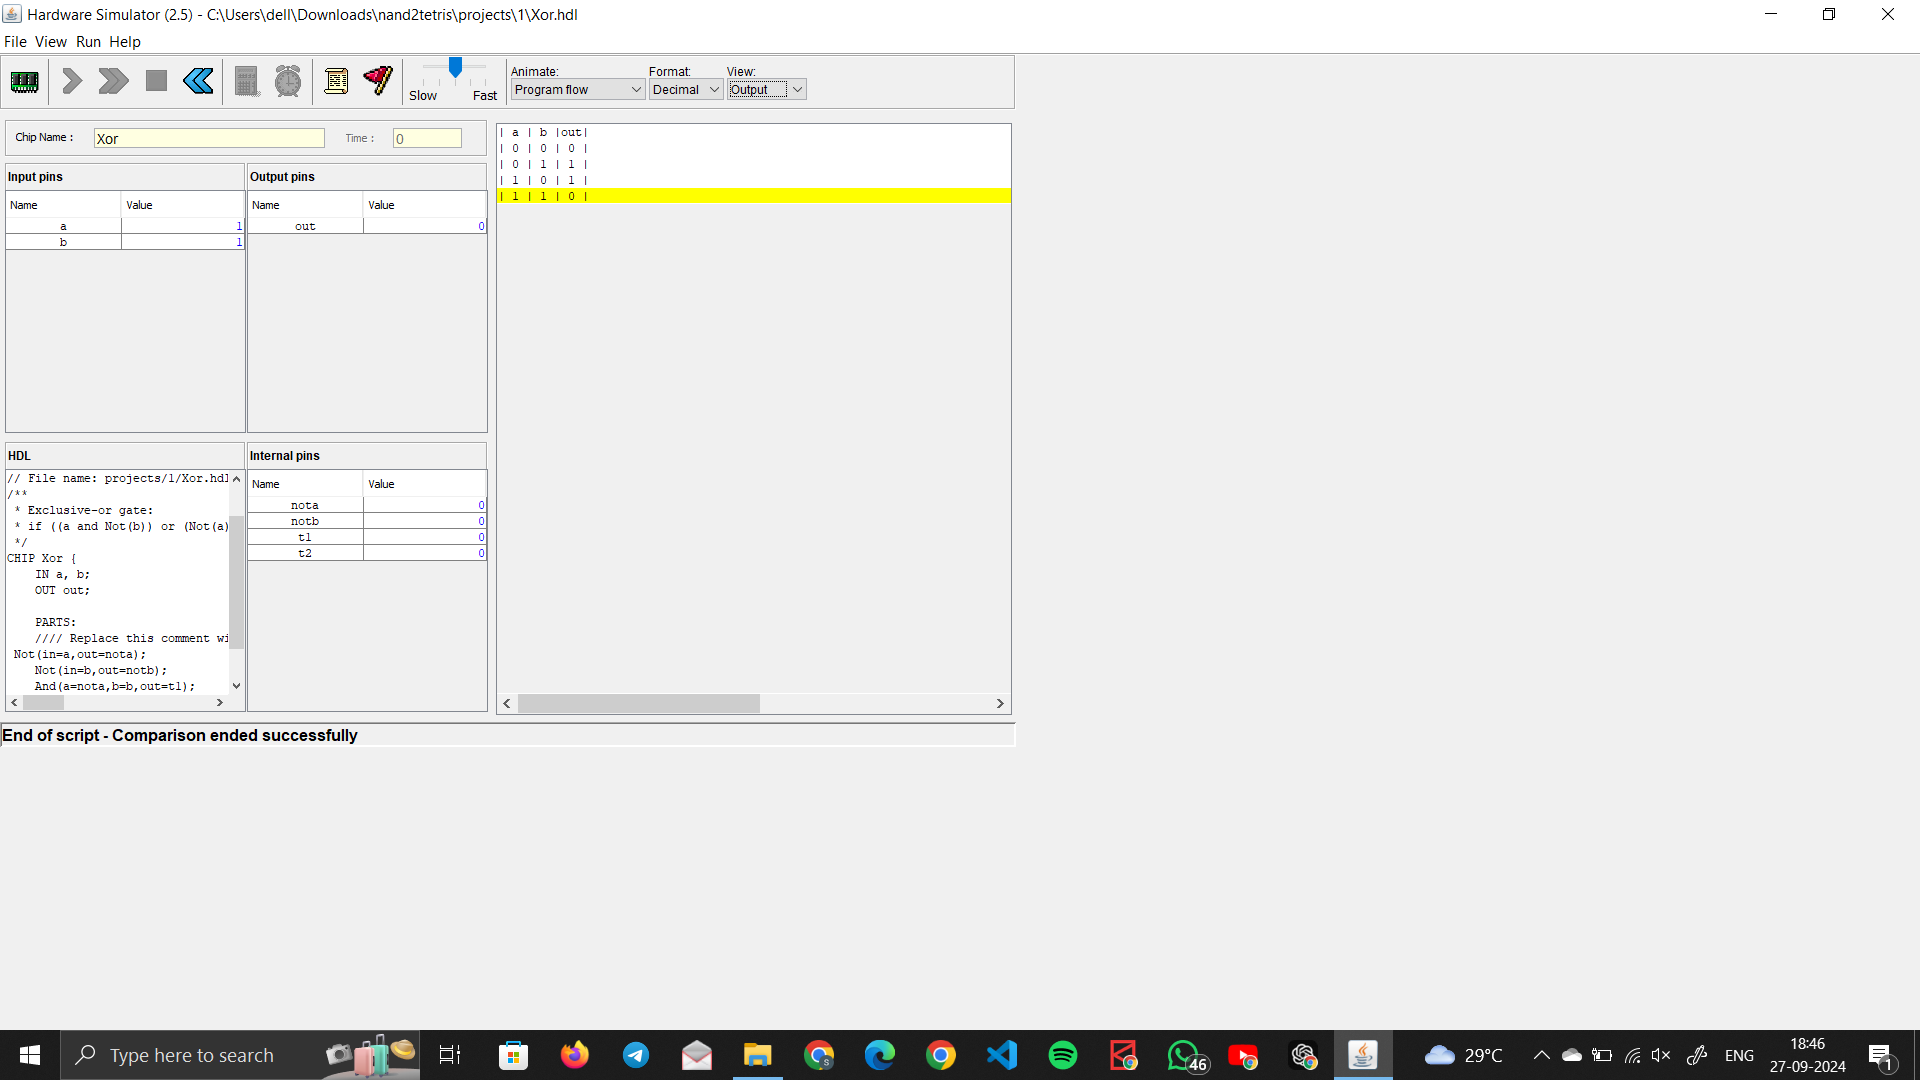 Hardware Simulator (2.5) - C:\Users\dell\Downloads\nand2tetris\projects\1\Xor.hdl
File View Run Help
Slow Fast
Animate: Format: View:
Program flow Decimal Output
Chip Name : Xor Time : 0
Input pins
Name Value
a 1
b 1
Output pins
Name Value
out 0
| a | b |out|
| 0 | 0 | 0 |
| 0 | 1 | 1 |
| 1 | 0 | 1 |
| 1 | 1 | 0 |
HDL
// File name: projects/1/Xor.hdl
/**
* Exclusive-or gate:
* if ((a and Not(b)) or (Not(a)
*/
CHIP Xor {
IN a, b;
OUT out;
PARTS:
//// Replace this comment wi
Not(in=a,out=nota);
Not(in=b,out=notb);
And(a=nota,b=b,out=t1);
Internal pins
Name Value
nota 0
notb 0
t1 0
t2 0
End of script - Comparison ended successfully
Type here to search
S
46
29°C
ENG
18:46
27-09-2024
1